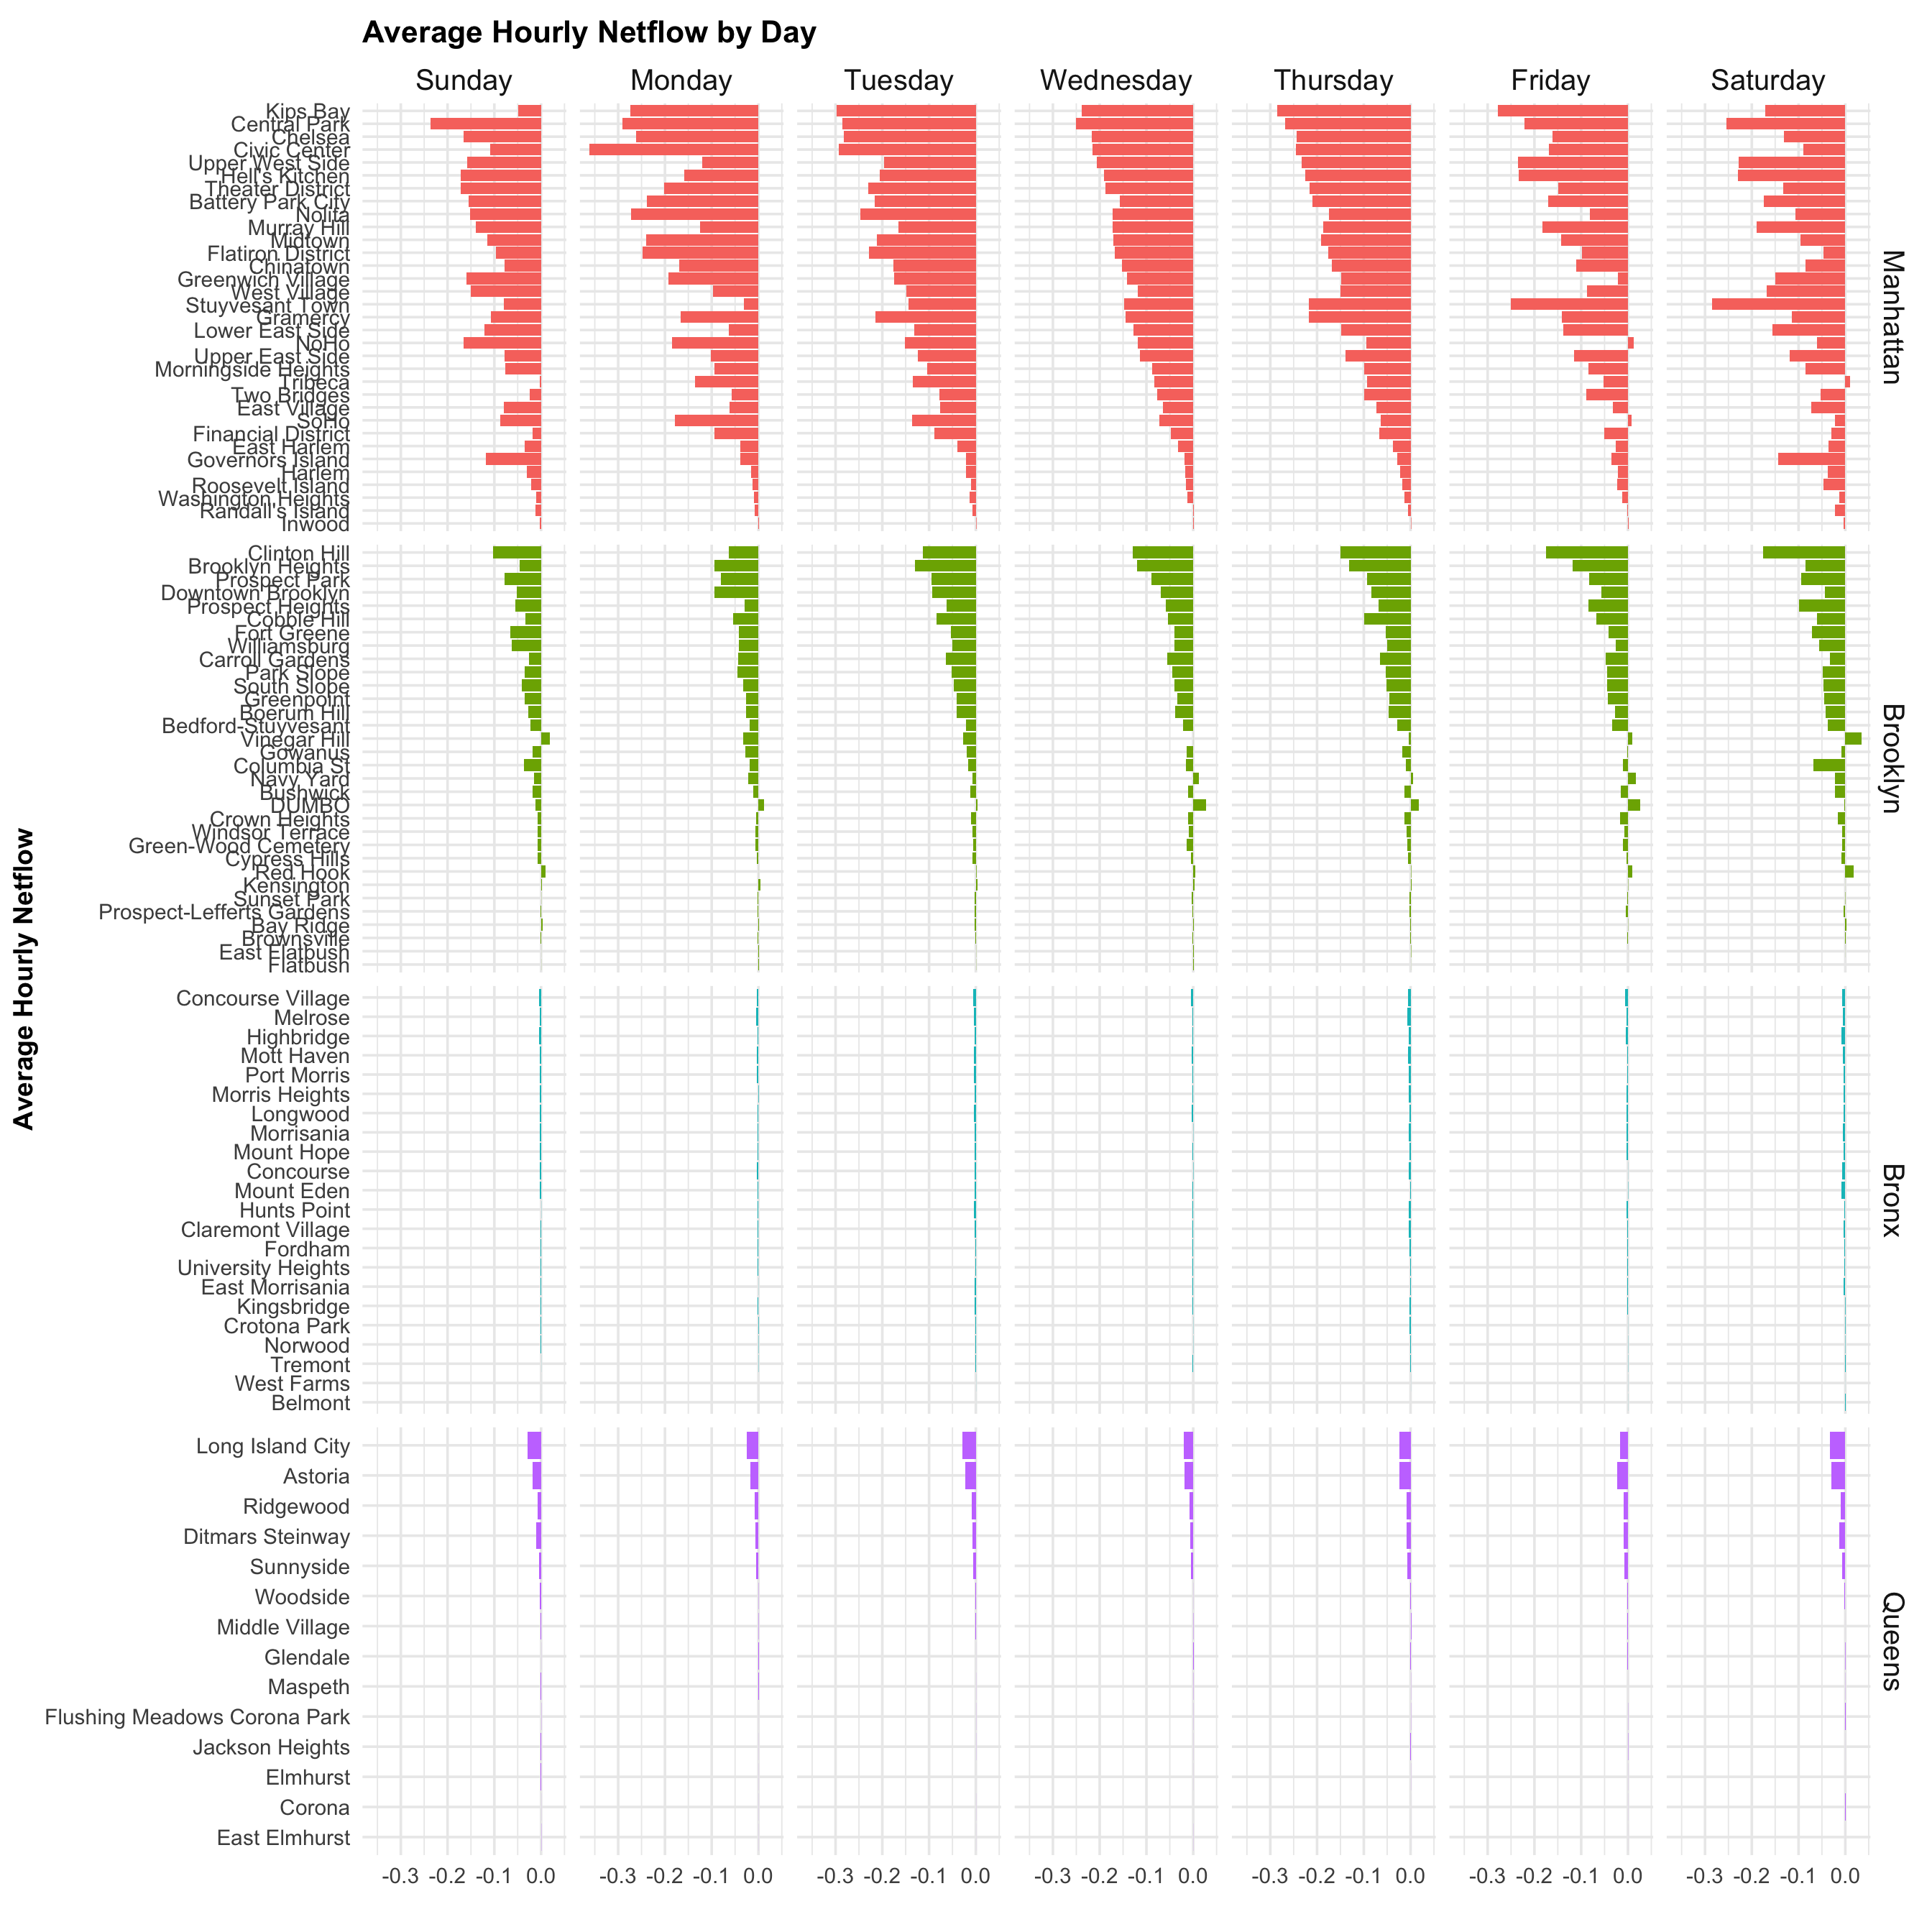 Average Hourly Netflow by Day
Sunday Monday Tuesday Wednesday Thursday Friday Saturday
Kips Bay
Central Park
Chelsea
Civic Center
Upper West Side
Hell's Kitchen
Theater District
Battery Park City
Nolita
Murray Hill
Midtown
Flatiron District
Chinatown
Greenwich Village
West Village
Stuyvesant Town
Gramercy
Lower East Side
NoHo
Upper East Side
Morningside Heights
Tribeca
Two Bridges
East Village
SoHo
Financial District
East Harlem
Governors Island
Harlem
Roosevelt Island
Washington Heights
Randall's Island
Inwood
Manhattan
Clinton Hill
Brooklyn Heights
Prospect Park
Downtown Brooklyn
Prospect Heights
Cobble Hill
Fort Greene
Williamsburg
Carroll Gardens
Park Slope
South Slope
Greenpoint
Boerum Hill
Bedford-Stuyvesant
Vinegar Hill
Gowanus
Columbia St
Navy Yard
Bushwick
DUMBO
Crown Heights
Windsor Terrace
Green-Wood Cemetery
Cypress Hills
Red Hook
Kensington
Sunset Park
Prospect-Lefferts Gardens
Bay Ridge
Brownsville
East Flatbush
Flatbush
Brooklyn
Average Hourly Netflow
Concourse Village
Melrose
Highbridge
Mott Haven
Port Morris
Morris Heights
Longwood
Morrisania
Mount Hope
Concourse
Mount Eden
Hunts Point
Claremont Village
Fordham
University Heights
East Morrisania
Kingsbridge
Crotona Park
Norwood
Tremont
West Farms
Belmont
Bronx
Long Island City
Astoria
Ridgewood
Ditmars Steinway
Sunnyside
Woodside
Middle Village
Glendale
Maspeth
Flushing Meadows Corona Park
Jackson Heights
Elmhurst
Corona
East Elmhurst
Queens
-0.3 -0.2 -0.1 0.0 -0.3 -0.2 -0.1 0.0 -0.3 -0.2 -0.1 0.0 -0.3 -0.2 -0.1 0.0 -0.3 -0.2 -0.1 0.0 -0.3 -0.2 -0.1 0.0 -0.3 -0.2 -0.1 0.0